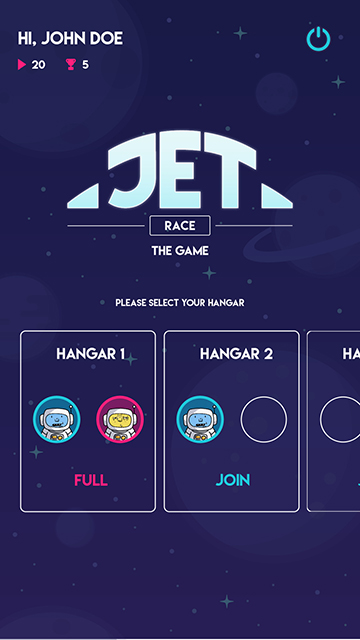 HI, JOHN DOE
20 5
JET
RACE
THE GAME
PLEASE SELECT YOUR HANGAR
HANGAR 1 HANGAR 2 HA
FULL JOIN